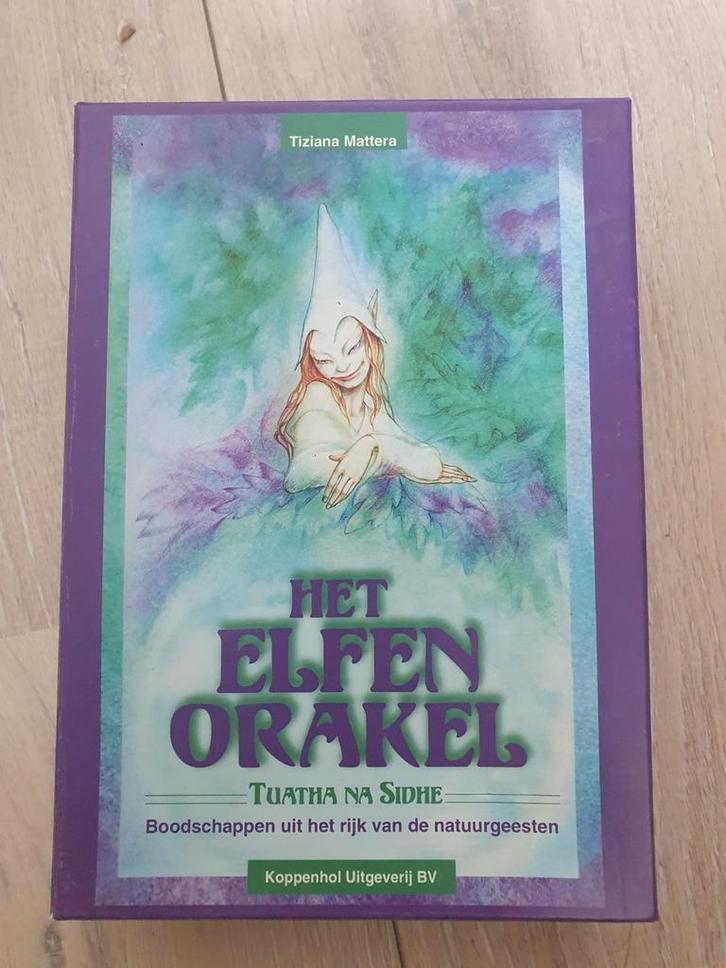 Tiziana Mattera
HET
ELFEN
ORAKEL
TUATHA NA SIDHE
Boodschappen uit het rijk van de natuurgeesten
Koppenhol Uitgeverij BV